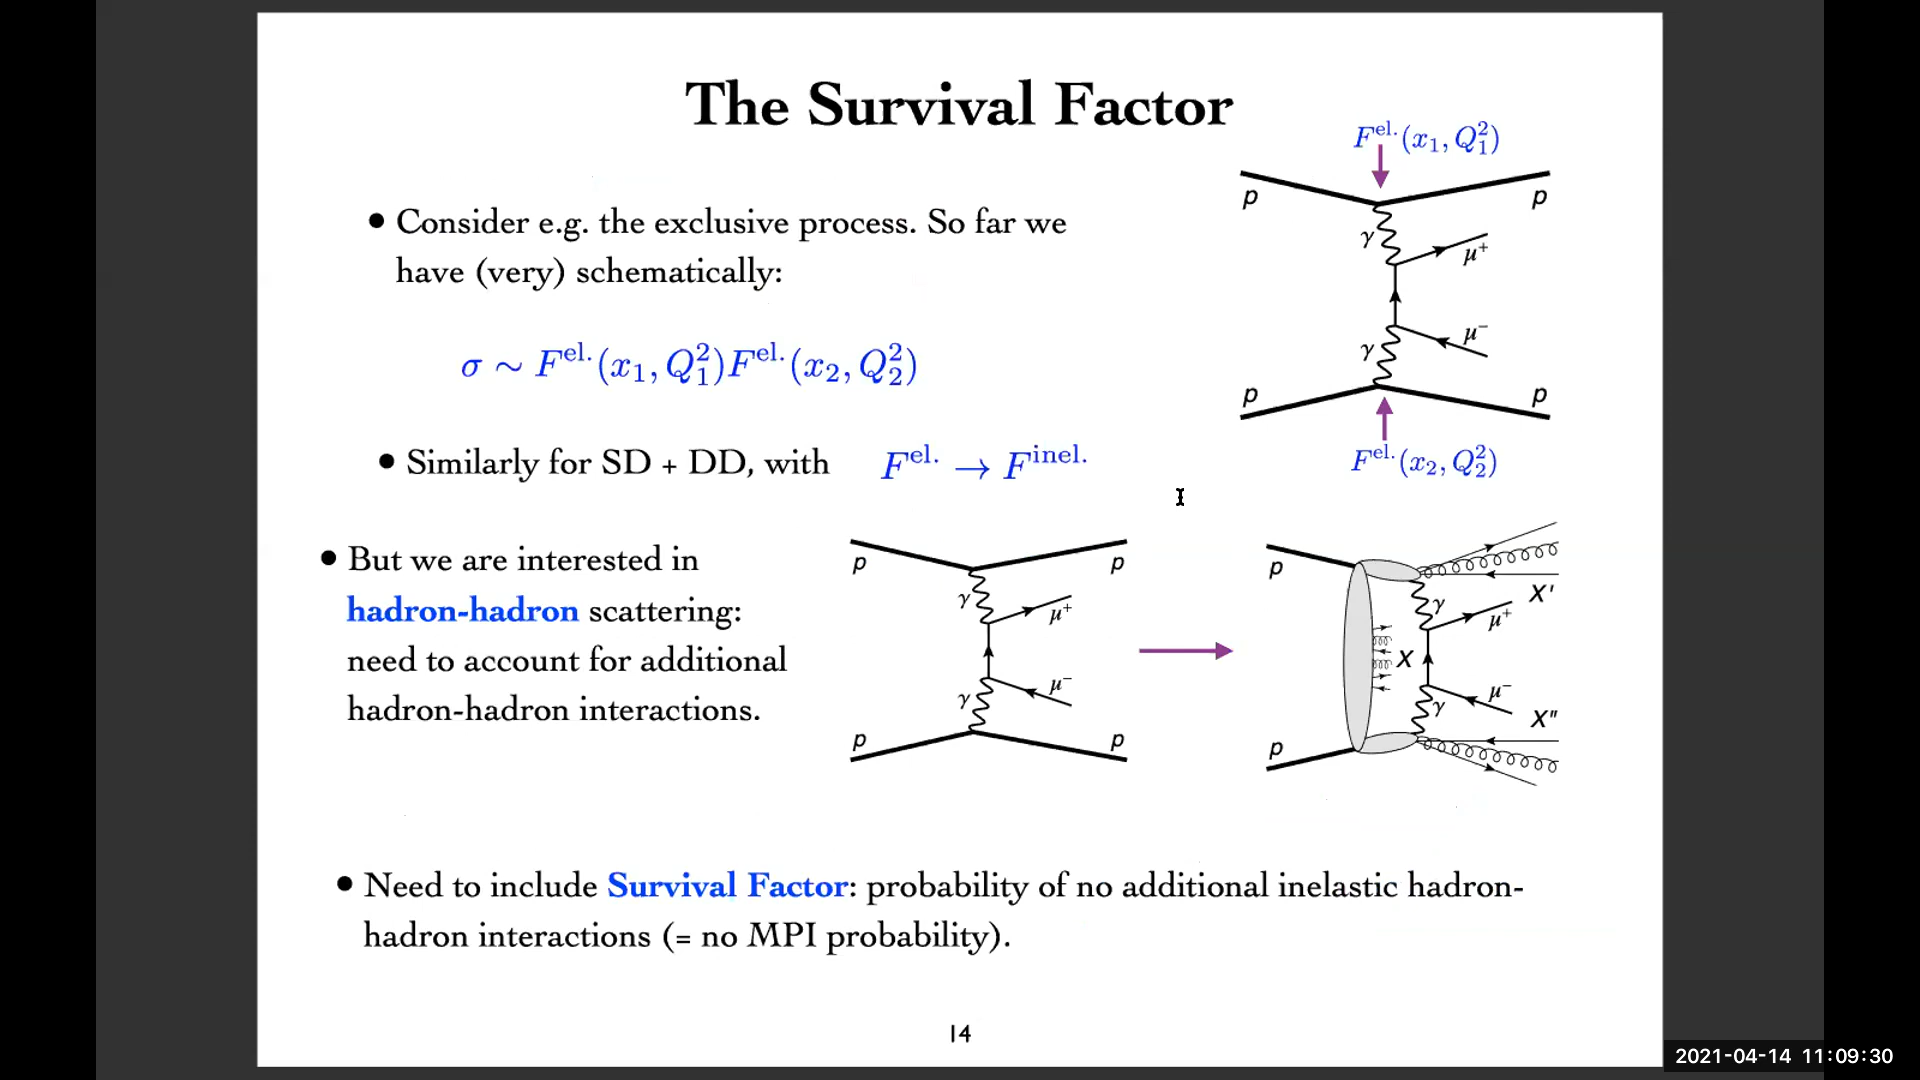 The Survival Factor
F^el.(x₁, Q₁²)
p p
γ μ⁺
• Consider e.g. the exclusive process. So far we
have (very) schematically:
σ ∼ F^el.(x₁, Q₁²)F^el.(x₂, Q₂²)
γ μ⁻
p p
F^el.(x₂, Q₂²)
• Similarly for SD + DD, with F^el. → F^inel.
• But we are interested in
hadron-hadron scattering:
need to account for additional
hadron-hadron interactions.
p p
γ μ⁺
γ μ⁻
p p
p X'
γ μ⁺
X
γ μ⁻
p X"
• Need to include Survival Factor: probability of no additional inelastic hadron-
hadron interactions (= no MPI probability).
14
2021-04-14 11:09:30